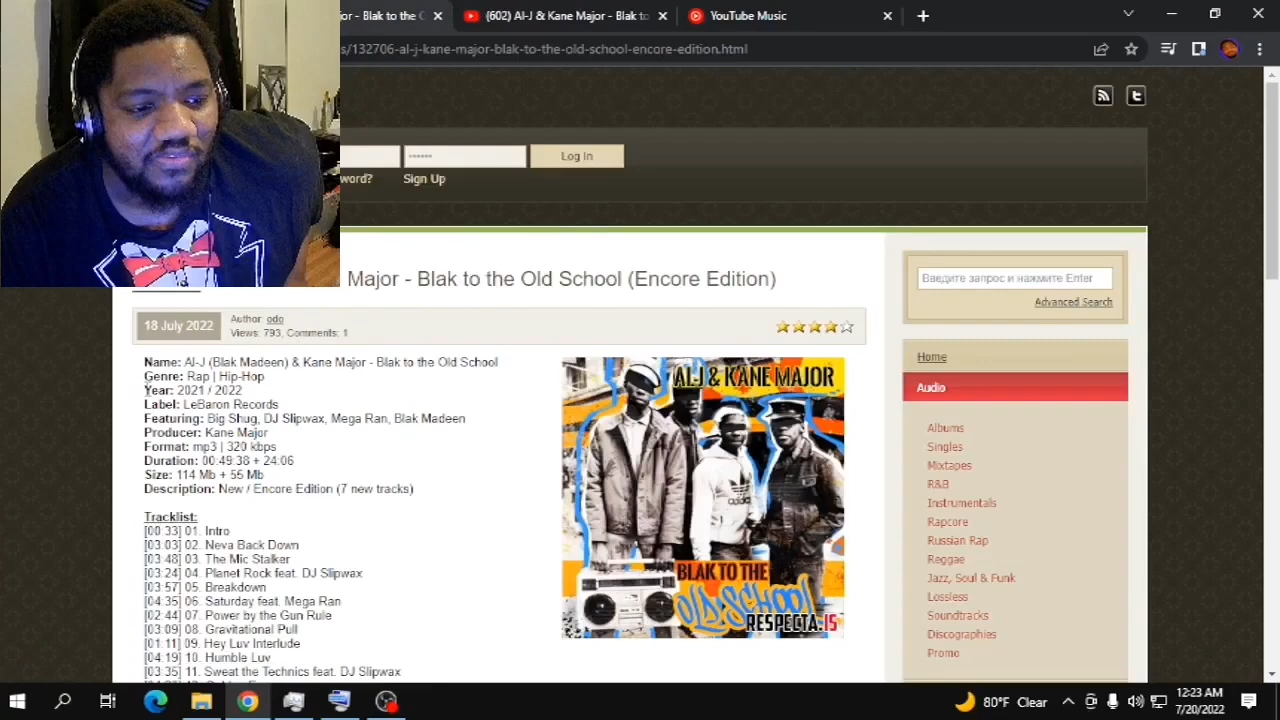 or - Blak to the C
(602) Al-J & Kane Major - Blak to
YouTube Music
s/132706-al-j-kane-major-blak-to-the-old-school-encore-edition.html
Log In
word?
Sign Up
Major - Blak to the Old School (Encore Edition)
18 July 2022
Author: odo
Views: 793, Comments: 1
Name: Al-J (Blak Madeen) & Kane Major - Blak to the Old School
Genre: Rap | Hip-Hop
Year: 2021 / 2022
Label: LeBaron Records
Featuring: Big Shug, DJ Slipwax, Mega Ran, Blak Madeen
Producer: Kane Major
Format: mp3 | 320 kbps
Duration: 00:49:38 + 24:06
Size: 114 Mb + 55 Mb
Description: New / Encore Edition (7 new tracks)
Tracklist:
[00:33] 01. Intro
[03:03] 02. Neva Back Down
[03:48] 03. The Mic Stalker
[03:24] 04. Planet Rock feat. DJ Slipwax
[03:57] 05. Breakdown
[04:35] 06. Saturday feat. Mega Ran
[02:44] 07. Power by the Gun Rule
[03:09] 08. Gravitational Pull
[01:11] 09. Hey Luv Interlude
[04:19] 10. Humble Luv
[03:35] 11. Sweat the Technics feat. DJ Slipwax
AL-J & KANE MAJOR
adidas
BLAK TO THE
OLD SCHOOL
RESPECTA.IS
Введите запрос и нажмите Enter
Advanced Search
Home
Audio
Albums
Singles
Mixtapes
R&B
Instrumentals
Rapcore
Russian Rap
Reggae
Jazz, Soul & Funk
Lossless
Soundtracks
Discographies
Promo
80°F Clear
12:23 AM
7/20/2022